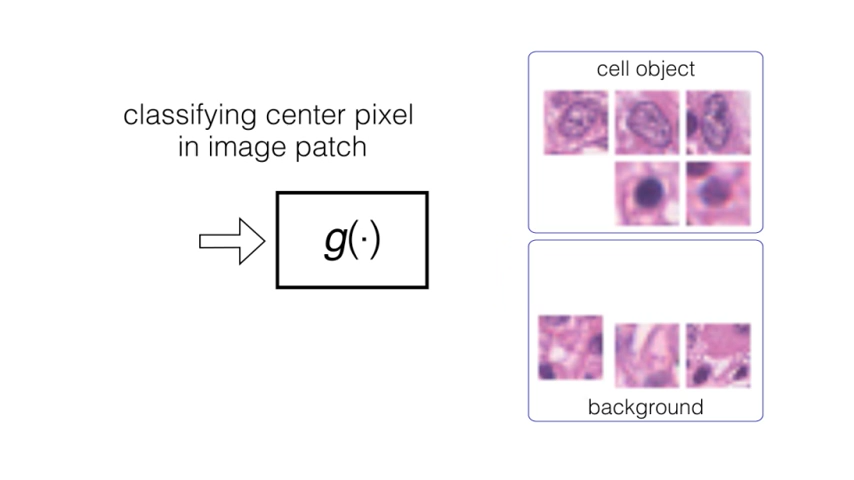 classifying center pixel
in image patch
g(·)
cell object
background